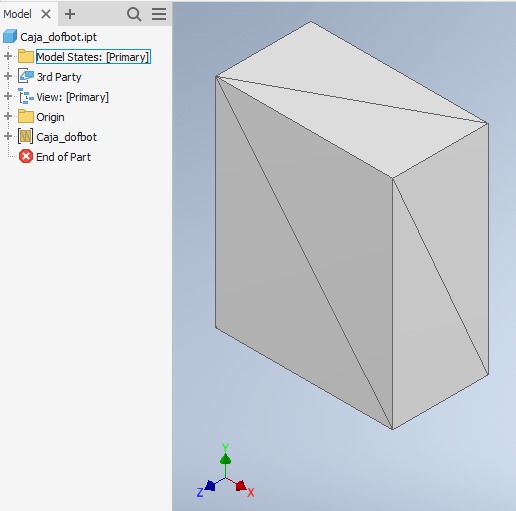 Model
Caja_dofbot.ipt
Model States: [Primary]
3rd Party
View: [Primary]
Origin
Caja_dofbot
End of Part
Y
Z
X